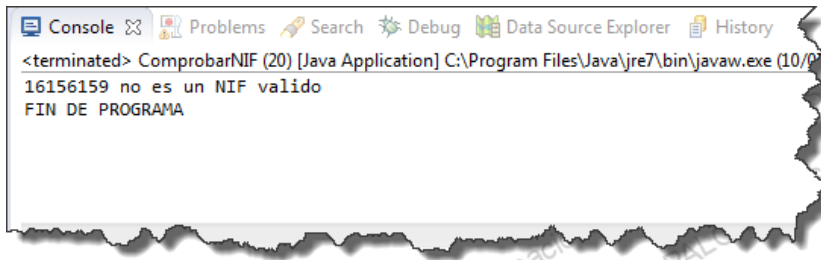 Console Problems Search Debug Data Source Explorer History
<terminated> ComprobarNIF (20) [Java Application] C:\Program Files\Java\jre7\bin\javaw.exe (10/
16156159 no es un NIF valido
FIN DE PROGRAMA